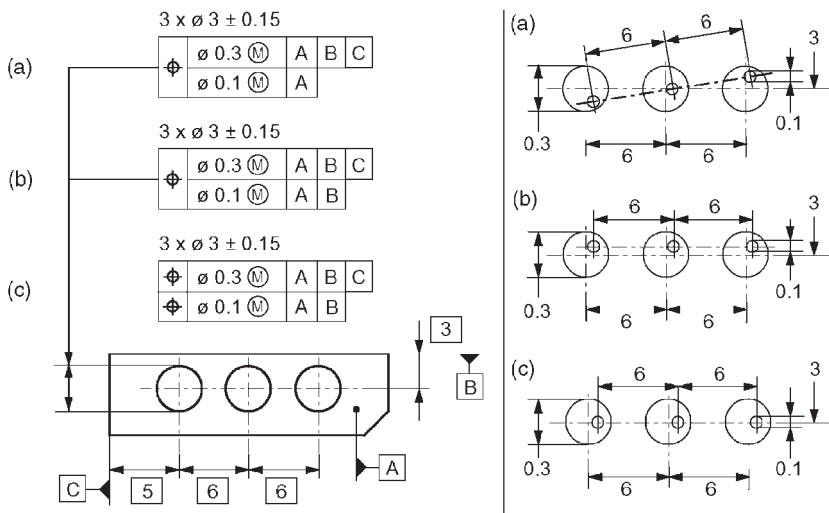 3 x ø 3 ± 0.15
(a)
⌖ ø 0.3 Ⓜ A B C
ø 0.1 Ⓜ A
3 x ø 3 ± 0.15
(b)
⌖ ø 0.3 Ⓜ A B C
ø 0.1 Ⓜ A B
3 x ø 3 ± 0.15
(c)
⌖ ø 0.3 Ⓜ A B C
⌖ ø 0.1 Ⓜ A B
3
B
A
C
5 6 6
(a)
6 6
3
0.3
0.1
6 6
(b)
6 6
3
0.3
0.1
6 6
(c)
6 6
3
0.3
0.1
6 6